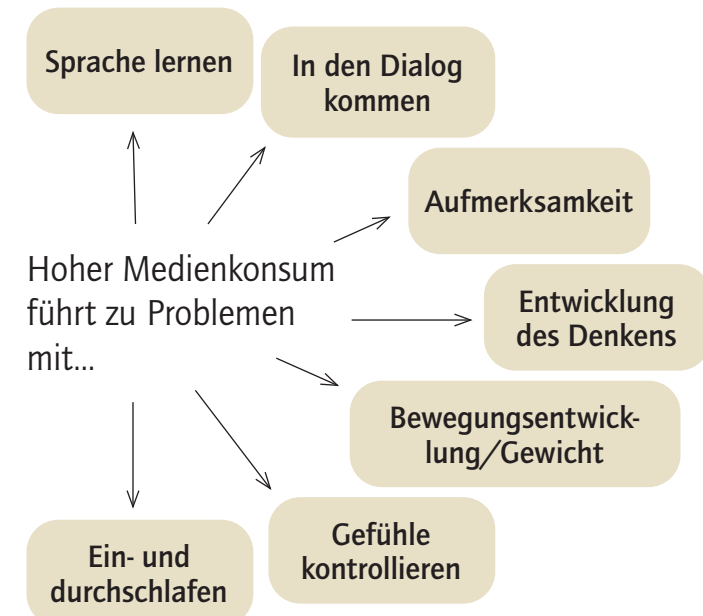 Sprache lernen
In den Dialog
kommen
Aufmerksamkeit
Hoher Medienkonsum
führt zu Problemen
mit...
Entwicklung
des Denkens
Bewegungsentwick-
lung/Gewicht
Gefühle
kontrollieren
Ein- und
durchschlafen